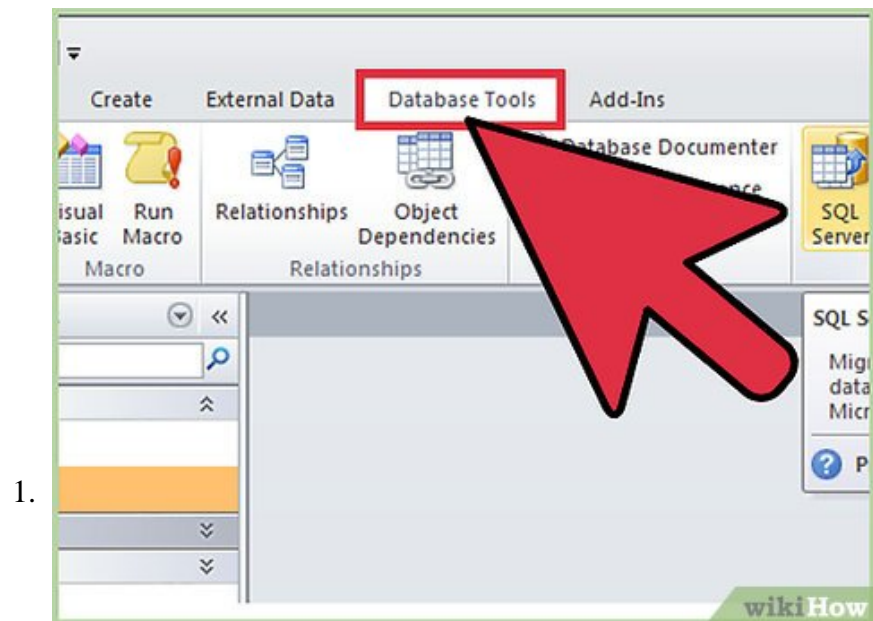 Create External Data Database Tools Add-Ins
Database Documenter
Relationships Object Dependencies
Run Macro
SQL Server
Macro Relationships
SQL S
Migr
data
Micr
P
1.
wikiHow